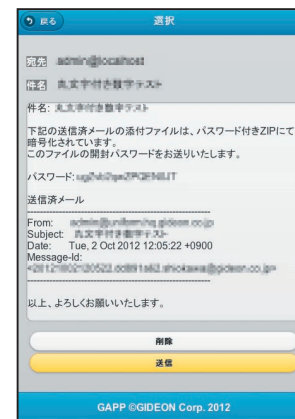 戻る
選択
宛先
件名
件名:
下記の送信済メールの添付ファイルは、パスワード付きZIPにて
暗号化されています。
このファイルの開封パスワードをお送りいたします。
パスワード:
送信済メール
From:
Subject:
Date: Tue, 2 Oct 2012 12:05:22 +0900
Message-Id:
以上、よろしくお願いいたします。
削除
送信
GAPP ©GIDEON Corp. 2012